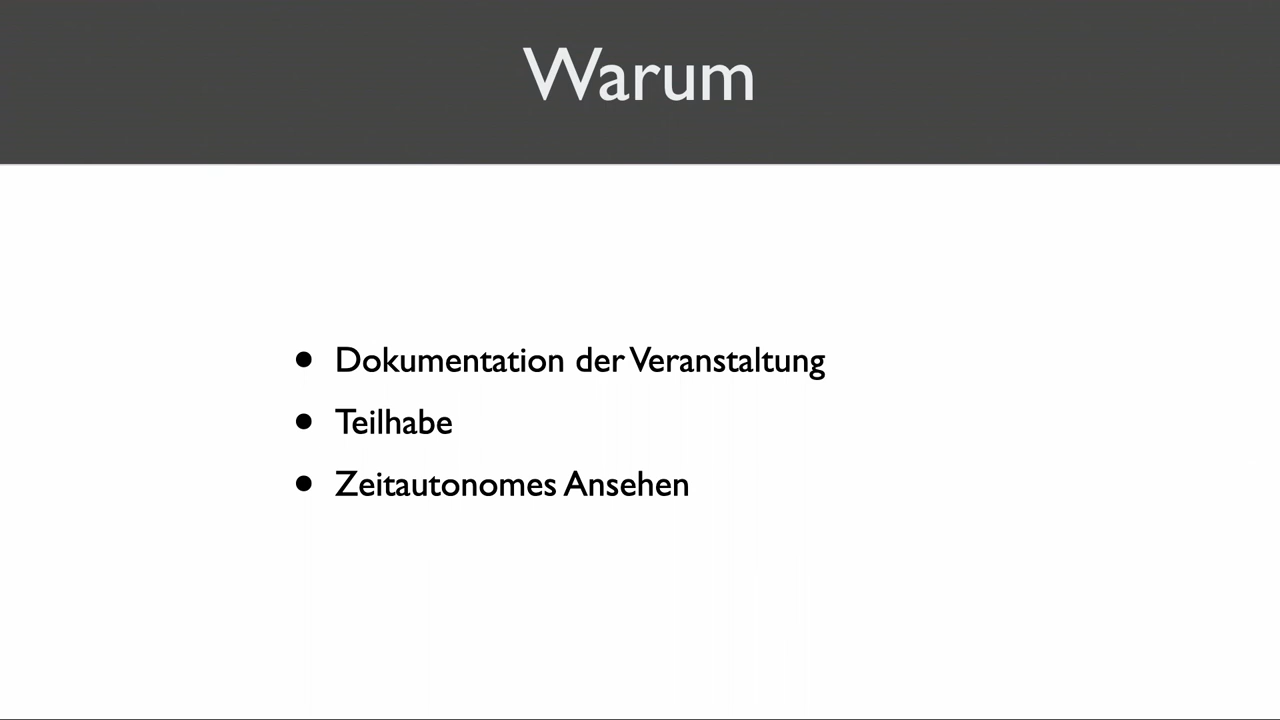 Warum
• Dokumentation der Veranstaltung
• Teilhabe
• Zeitautonomes Ansehen